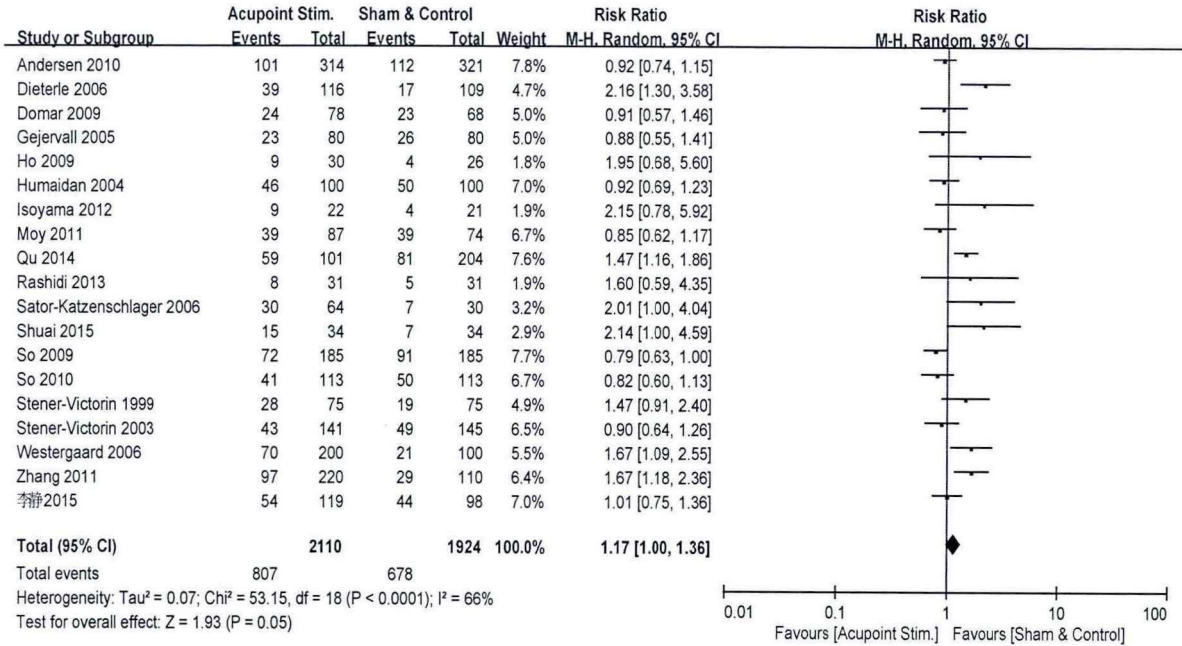 Acupoint Stim. Sham & Control Risk Ratio Risk Ratio
Study or Subgroup Events Total Events Total Weight M-H, Random, 95% CI M-H, Random, 95% CI
Andersen 2010 101 314 112 321 7.8% 0.92 [0.74, 1.15]
Dieterle 2006 39 116 17 109 4.7% 2.16 [1.30, 3.58]
Domar 2009 24 78 23 68 5.0% 0.91 [0.57, 1.46]
Gejervall 2005 23 80 26 80 5.0% 0.88 [0.55, 1.41]
Ho 2009 9 30 4 26 1.8% 1.95 [0.68, 5.60]
Humaidan 2004 46 100 50 100 7.0% 0.92 [0.69, 1.23]
Isoyama 2012 9 22 4 21 1.9% 2.15 [0.78, 5.92]
Moy 2011 39 87 39 74 6.7% 0.85 [0.62, 1.17]
Qu 2014 59 101 81 204 7.6% 1.47 [1.16, 1.86]
Rashidi 2013 8 31 5 31 1.9% 1.60 [0.59, 4.35]
Sator-Katzenschlager 2006 30 64 7 30 3.2% 2.01 [1.00, 4.04]
Shuai 2015 15 34 7 34 2.9% 2.14 [1.00, 4.59]
So 2009 72 185 91 185 7.7% 0.79 [0.63, 1.00]
So 2010 41 113 50 113 6.7% 0.82 [0.60, 1.13]
Stener-Victorin 1999 28 75 19 75 4.9% 1.47 [0.91, 2.40]
Stener-Victorin 2003 43 141 49 145 6.5% 0.90 [0.64, 1.26]
Westergaard 2006 70 200 21 100 5.5% 1.67 [1.09, 2.55]
Zhang 2011 97 220 29 110 6.4% 1.67 [1.18, 2.36]
李静2015 54 119 44 98 7.0% 1.01 [0.75, 1.36]
Total (95% CI) 2110 1924 100.0% 1.17 [1.00, 1.36]
Total events 807 678
Heterogeneity: Tau² = 0.07; Chi² = 53.15, df = 18 (P < 0.0001); I² = 66%
Test for overall effect: Z = 1.93 (P = 0.05)
0.01 0.1 1 10 100
Favours [Acupoint Stim.] Favours [Sham & Control]